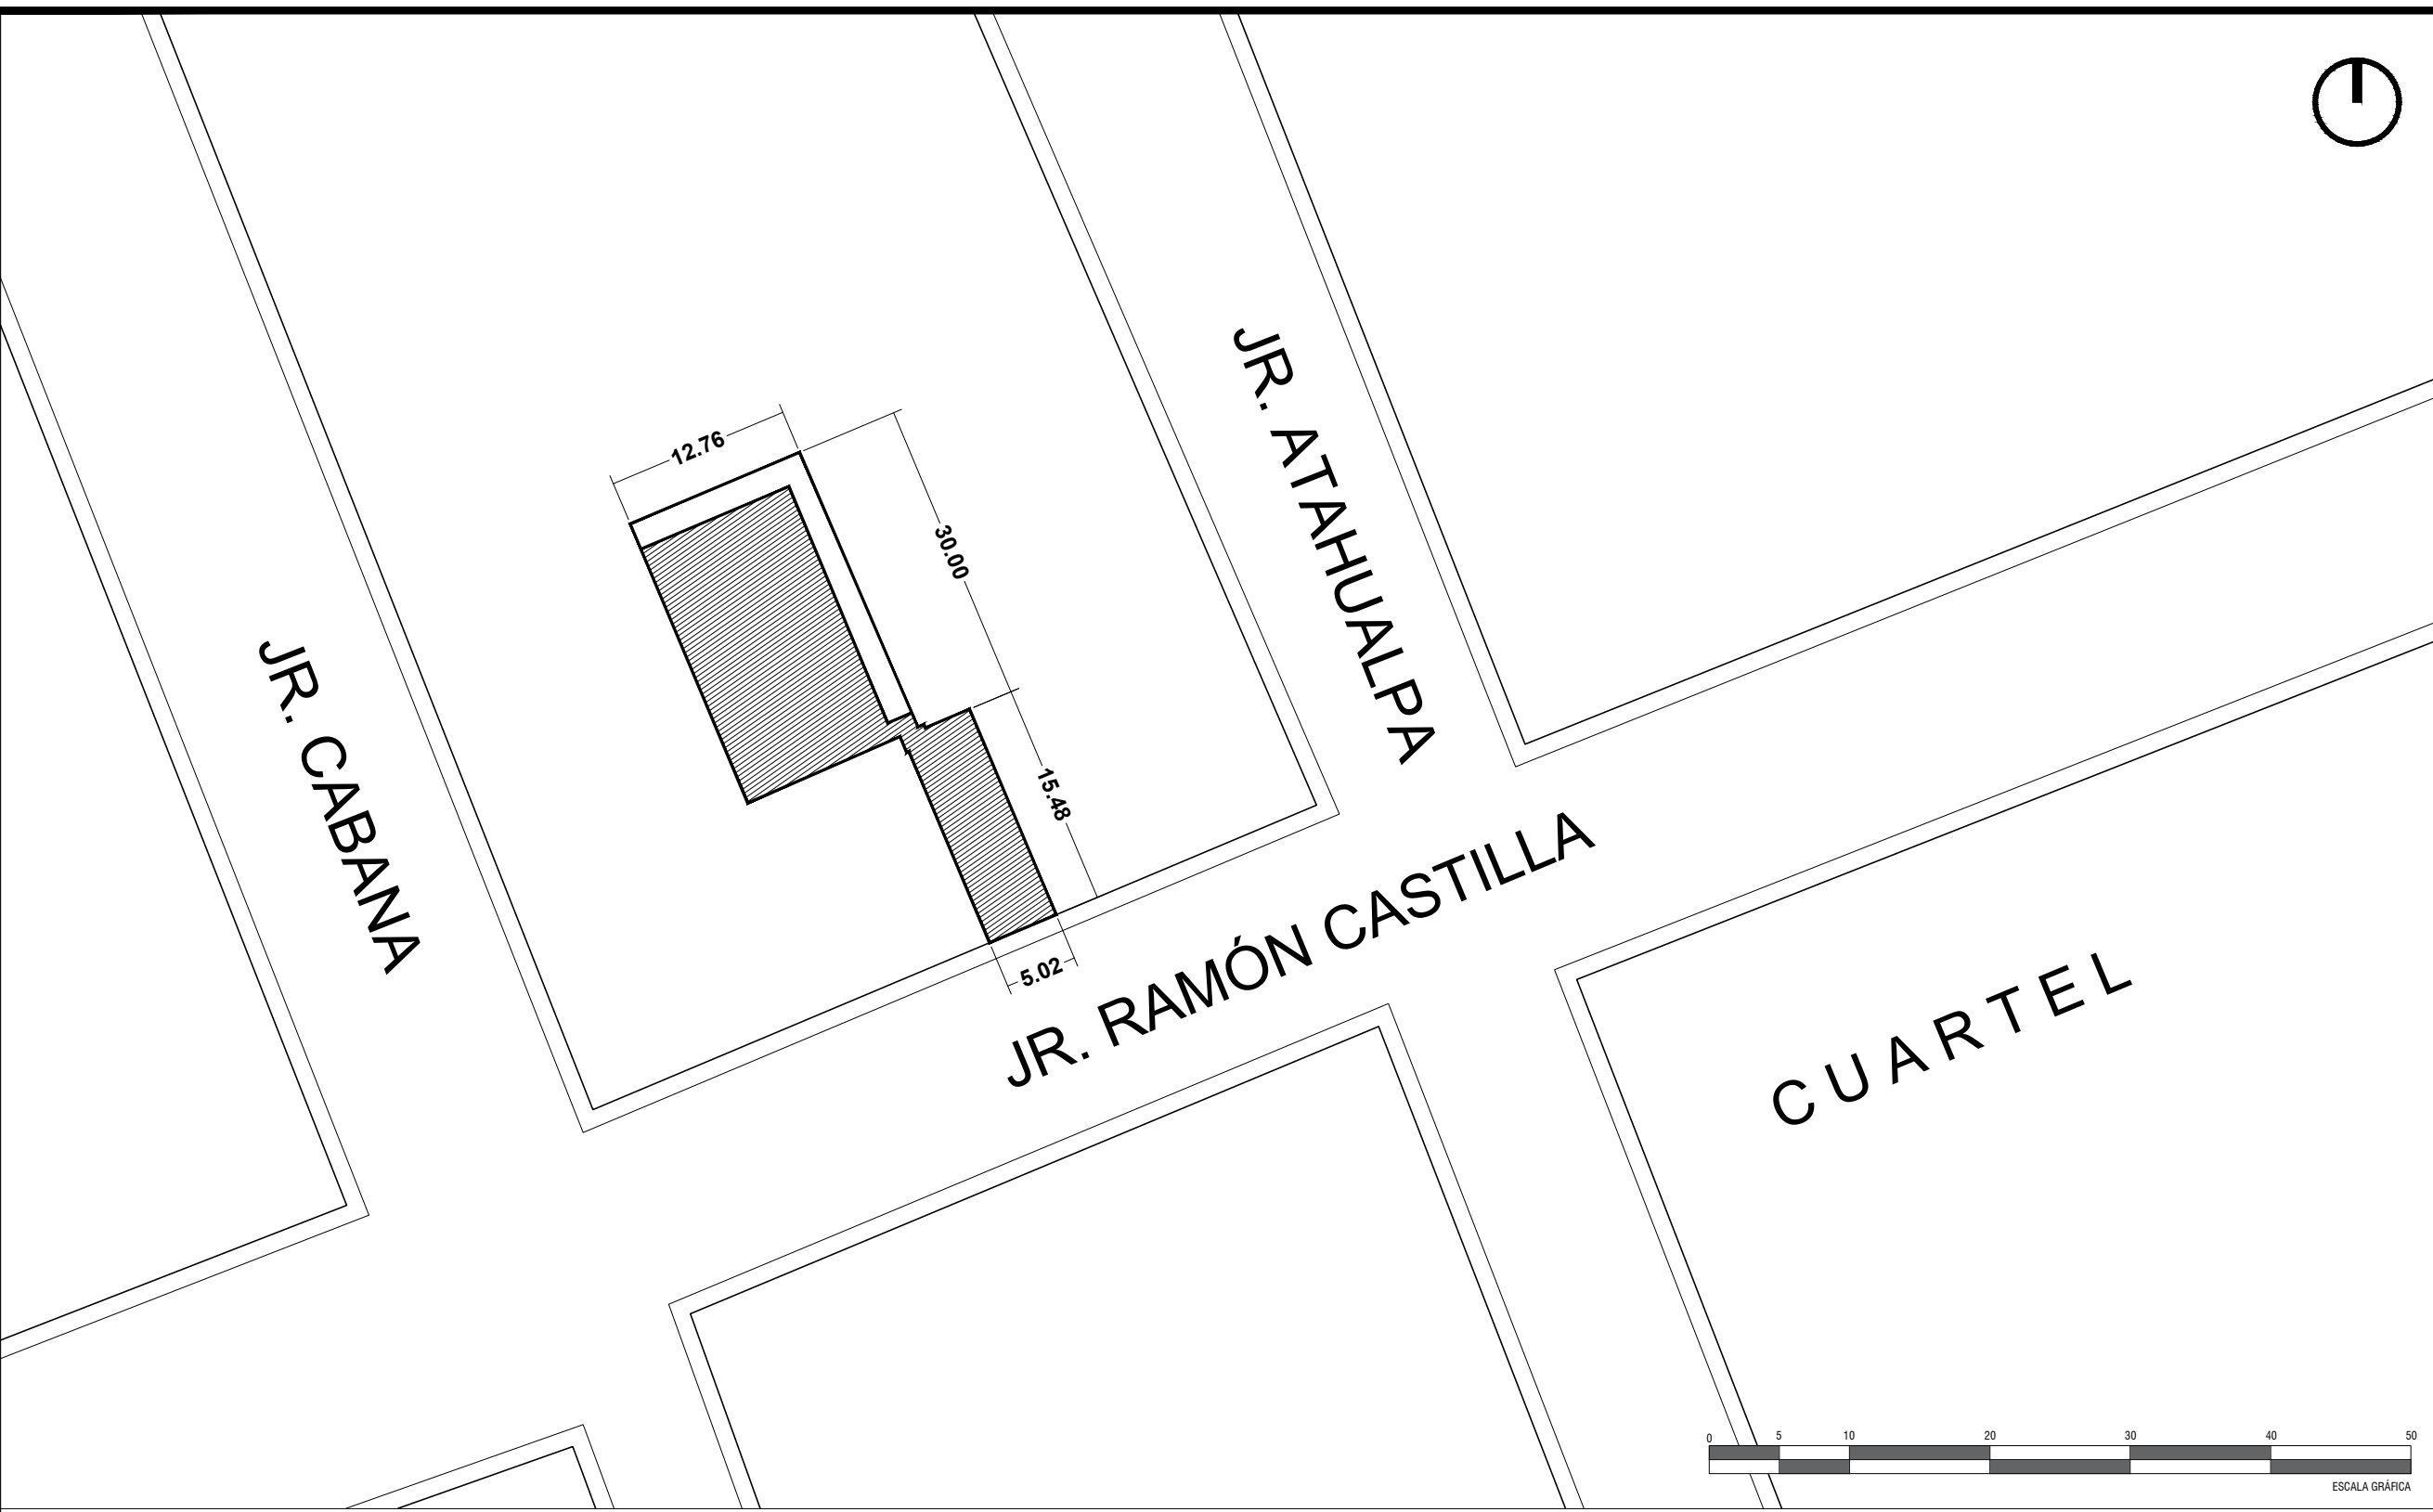 JR. ATAHUALPA
12.76
30.00
JR. CABANA
15.48
JR. RAMÓN CASTILLA
5.02
CUARTEL
0 5 10 20 30 40 50
ESCALA GRÁFICA